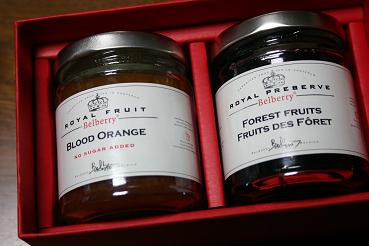 ROYAL FRUIT
Belberry
BLOOD ORANGE
NO SUGAR ADDED
ROYAL PRESERVE
Belberry
FOREST FRUITS
FRUITS DES FÔRET